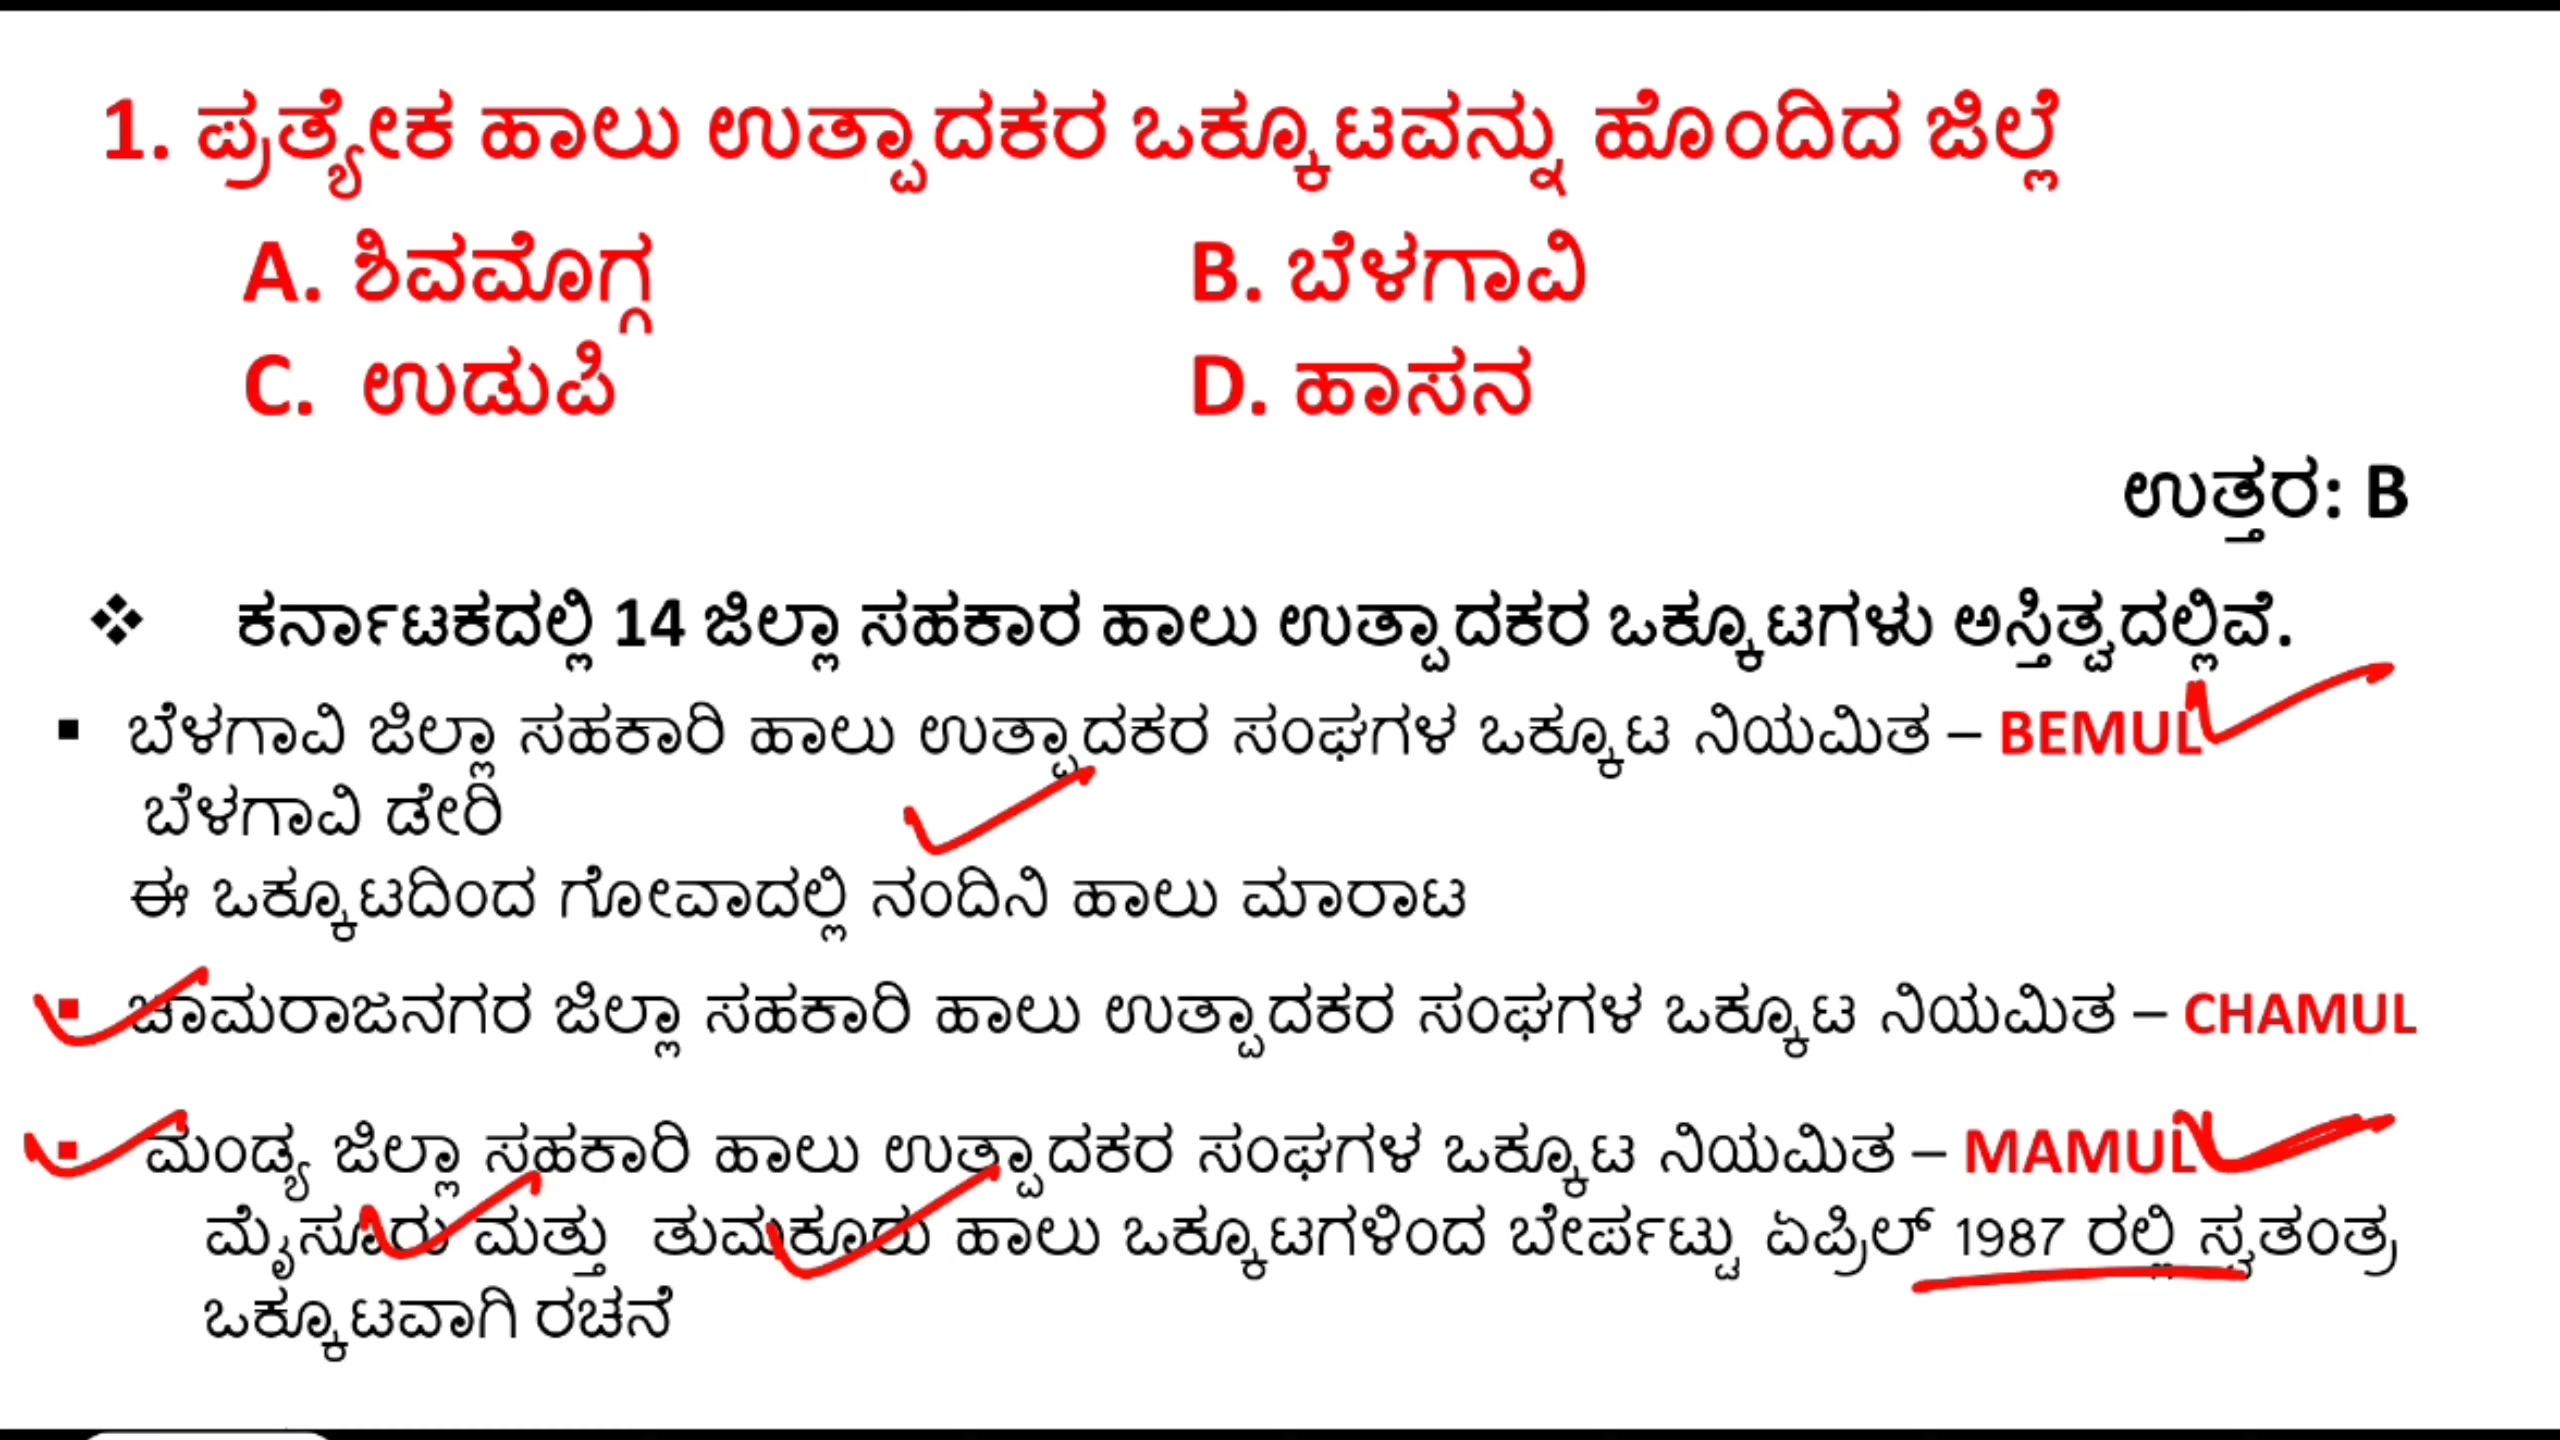 1. ಪ್ರತ್ಯೇಕ ಹಾಲು ಉತ್ಪಾದಕರ ಒಕ್ಕೂಟವನ್ನು ಹೊಂದಿದ ಜಿಲ್ಲೆ
A. ಶಿವಮೊಗ್ಗ B. ಬೆಳಗಾವಿ
C. ಉಡುಪಿ D. ಹಾಸನ
ಉತ್ತರ: B
❖ ಕರ್ನಾಟಕದಲ್ಲಿ 14 ಜಿಲ್ಲಾ ಸಹಕಾರ ಹಾಲು ಉತ್ಪಾದಕರ ಒಕ್ಕೂಟಗಳು ಅಸ್ತಿತ್ವದಲ್ಲಿವೆ.
▪ ಬೆಳಗಾವಿ ಜಿಲ್ಲಾ ಸಹಕಾರಿ ಹಾಲು ಉತ್ಪಾದಕರ ಸಂಘಗಳ ಒಕ್ಕೂಟ ನಿಯಮಿತ – BEMUL
ಬೆಳಗಾವಿ ಡೇರಿ
ಈ ಒಕ್ಕೂಟದಿಂದ ಗೋವಾದಲ್ಲಿ ನಂದಿನಿ ಹಾಲು ಮಾರಾಟ
▪ ಚಾಮರಾಜನಗರ ಜಿಲ್ಲಾ ಸಹಕಾರಿ ಹಾಲು ಉತ್ಪಾದಕರ ಸಂಘಗಳ ಒಕ್ಕೂಟ ನಿಯಮಿತ – CHAMUL
▪ ಮಂಡ್ಯ ಜಿಲ್ಲಾ ಸಹಕಾರಿ ಹಾಲು ಉತ್ಪಾದಕರ ಸಂಘಗಳ ಒಕ್ಕೂಟ ನಿಯಮಿತ – MAMUL
ಮೈಸೂರು ಮತ್ತು ತುಮಕೂರು ಹಾಲು ಒಕ್ಕೂಟಗಳಿಂದ ಬೇರ್ಪಟ್ಟು ಏಪ್ರಿಲ್ 1987 ರಲ್ಲಿ ಸ್ವತಂತ್ರ
ಒಕ್ಕೂಟವಾಗಿ ರಚನೆ